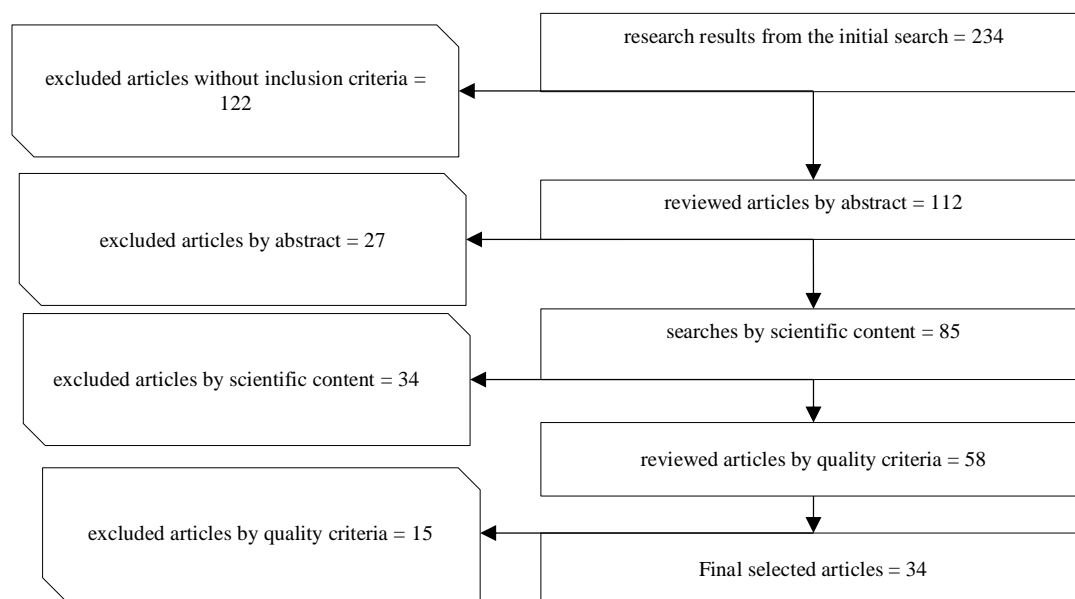 research results from the initial search = 234
excluded articles without inclusion criteria =
122
reviewed articles by abstract = 112
excluded articles by abstract = 27
searches by scientific content = 85
excluded articles by scientific content = 34
reviewed articles by quality criteria = 58
excluded articles by quality criteria = 15
Final selected articles = 34